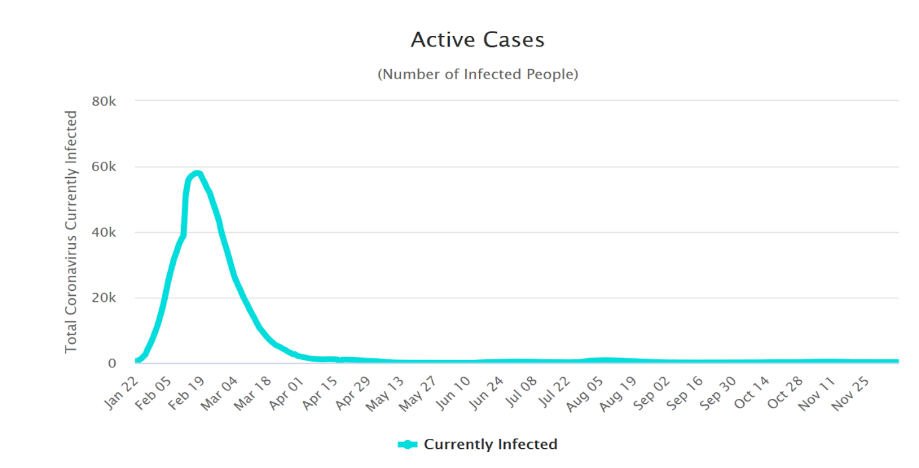 Active Cases
(Number of Infected People)
Total Coronavirus Currently Infected
80k
60k
40k
20k
0
Jan 22
Feb 05
Feb 19
Mar 04
Mar 18
Apr 01
Apr 15
Apr 29
May 13
May 27
Jun 10
Jun 24
Jul 08
Jul 22
Aug 05
Aug 19
Sep 02
Sep 16
Sep 30
Oct 14
Oct 28
Nov 11
Nov 25
Currently Infected